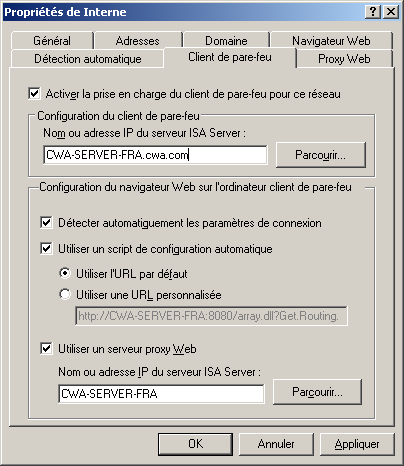 Propriétés de Interne
Général Adresses Domaine Navigateur Web
Détection automatique Client de pare-feu Proxy Web
Activer la prise en charge du client de pare-feu pour ce réseau
Configuration du client de pare-feu
Nom ou adresse IP du serveur ISA Server :
CWA-SERVER-FRA.cwa.com Parcourir...
Configuration du navigateur Web sur l'ordinateur client de pare-feu
Détecter automatiquement les paramètres de connexion
Utiliser un script de configuration automatique
Utiliser l'URL par défaut
Utiliser une URL personnalisée
http://CWA-SERVER-FRA:8080/array.dll?Get.Routing.
Utiliser un serveur proxy Web
Nom ou adresse IP du serveur ISA Server :
CWA-SERVER-FRA Parcourir...
OK Annuler Appliquer